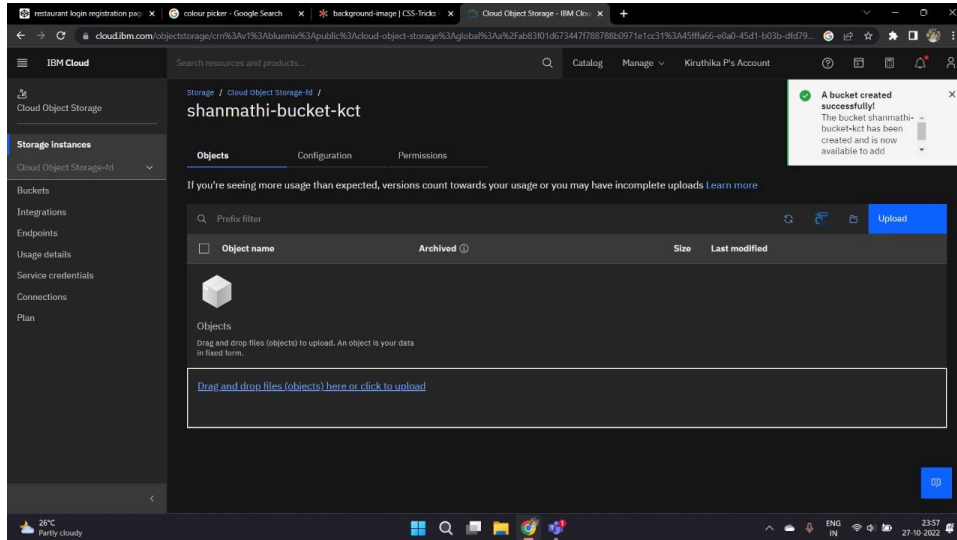 restaurant login registration pag
colour picker - Google Search
background-image | CSS-Tricks -
Cloud Object Storage - IBM Clou
cloud.ibm.com/objectstorage/crn%3Av1%3Abluemix%3Apublic%3Acloud-object-storage%3Aglobal%3Aa%2Fab83f01d673447f788788b0971e1cc31%3A45fffa66-e0a0-45d1-b03b-dfd79...
IBM Cloud
Search resources and products...
Catalog
Manage
Kiruthika P's Account
Cloud Object Storage
Storage instances
Cloud Object Storage-fd
Buckets
Integrations
Endpoints
Usage details
Service credentials
Connections
Plan
Storage / Cloud Object Storage-fd /
shanmathi-bucket-kct
A bucket created
successfully!
The bucket shanmathi-
bucket-kct has been
created and is now
available to add
Objects
Configuration
Permissions
If you're seeing more usage than expected, versions count towards your usage or you may have incomplete uploads Learn more
Prefix filter
Upload
Object name
Archived
Size
Last modified
Objects
Drag and drop files (objects) to upload. An object is your data
in fixed form.
Drag and drop files (objects) here or click to upload
26°C
Partly cloudy
ENG
IN
23:57
27-10-2022